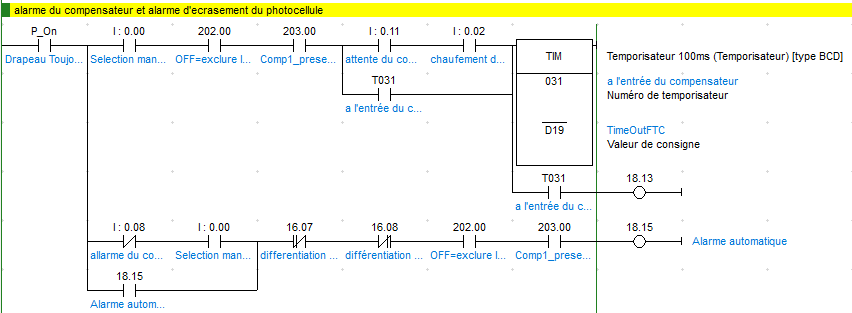 alarme du compensateur et alarme d'ecrasement du photocellule
P_On I : 0.00 202.00 203.00 I : 0.11 I : 0.02
Drapeau Toujo... Selection man... OFF=exclure l... Comp1_prese... attente du co... chaufement d...
TIM Temporisateur 100ms (Temporisateur) [type BCD]
T031 031 a l'entrée du compensateur
Numéro de temporisateur
a l'entrée du c...
D19 TimeOutFTC
Valeur de consigne
T031 18.13
a l'entrée du c...
I : 0.08 I : 0.00 16.07 16.08 202.00 203.00 18.15
Alarme automatique
allarme du co... Selection man... differentiation ... différentiation ... OFF=exclure l... Comp1_prese...
18.15
Alarme autom...